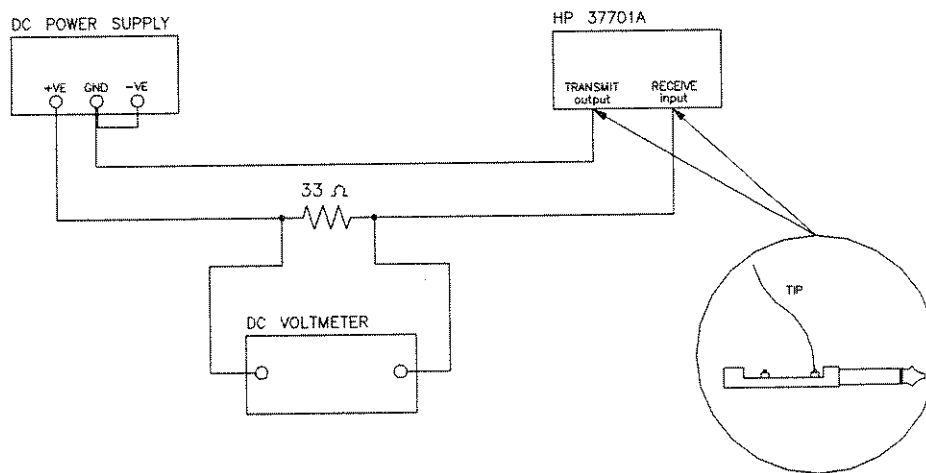 DC POWER SUPPLY
+VE GND -VE
HP 37701A
TRANSMIT
output
RECEIVE
input
33 Ω
DC VOLTMETER
TIP